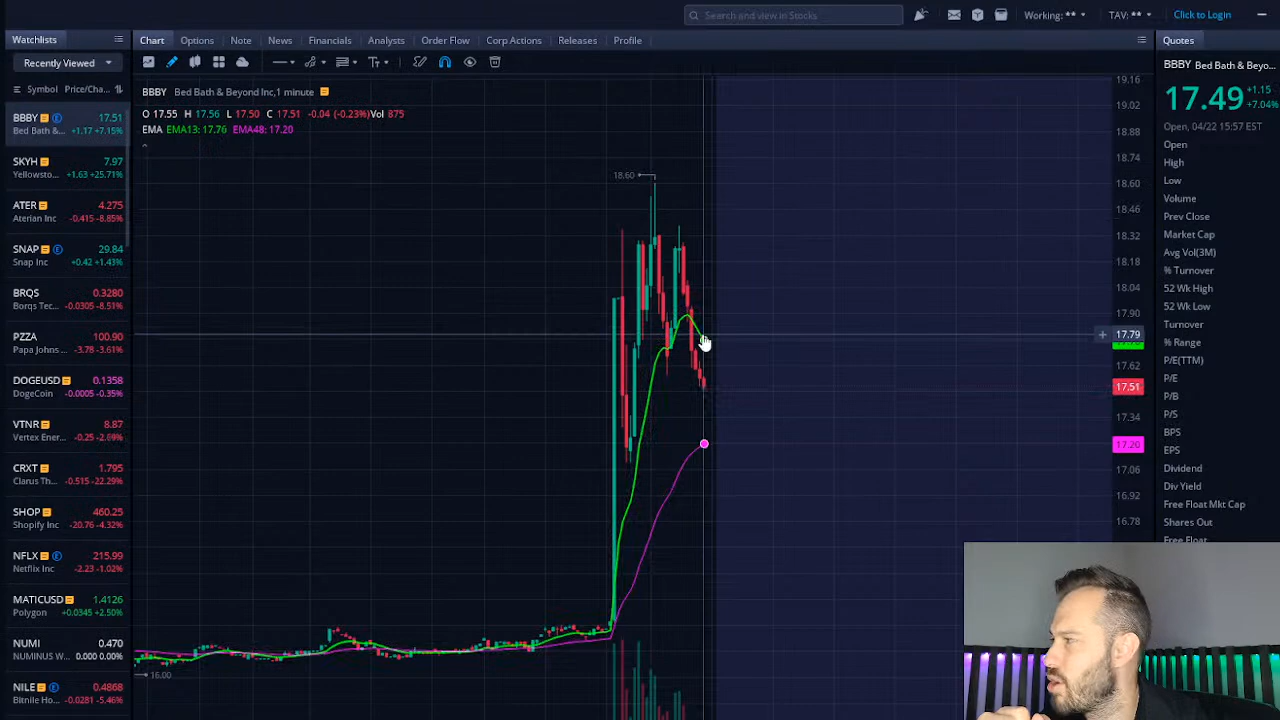 Search and view in Stocks
Working: ** TAV: ** Click to Login
Watchlists
Chart Options Note News Financials Analysts Order Flow Corp Actions Releases Profile
Quotes
Recently Viewed
Symbol Price/Cha...
BBBY 17.51
Bed Bath &... +1.17 +7.15%
SKYH 7.97
Yellowsto... +1.63 +25.71%
ATER 4.275
Aterian Inc -0.415 -8.85%
SNAP 29.84
Snap Inc +0.42 +1.43%
BRQS 0.3280
Borqs Tec... -0.0305 -8.51%
PZZA 100.90
Papa Johns... -3.78 -3.61%
DOGEUSD 0.1358
DogeCoin -0.0005 -0.35%
VTNR 8.87
Vertex Ener... -0.25 -2.69%
CRXT 1.795
Clarus Th... -0.515 -22.29%
SHOP 460.25
Shopify Inc -20.76 -4.32%
NFLX 215.99
Netflix Inc -2.23 -1.02%
MATICUSD 1.4126
Polygon +0.0345 +2.50%
NUMI 0.470
NUMINUS W... 0.000 0.00%
NILE 0.4868
Bitnile Ho... -0.0281 -5.46%
BBBY Bed Bath & Beyond Inc,1 minute
O 17.55 H 17.56 L 17.50 C 17.51 -0.04 (-0.23%) Vol 875
EMA EMA13: 17.76 EMA48: 17.20
18.60
16.00
19.16
19.02
18.88
18.74
18.60
18.46
18.32
18.18
18.04
17.90
17.79
17.62
17.51
17.34
17.20
17.06
16.92
16.78
BBBY Bed Bath & Beyo...
17.49 +1.15
+7.04%
Open, 04/22 15:57 EST
Open
High
Low
Volume
Prev Close
Market Cap
Avg Vol(3M)
% Turnover
52 Wk High
52 Wk Low
Turnover
% Range
P/E(TTM)
P/E
P/B
P/S
BPS
EPS
Dividend
Div Yield
Free Float Mkt Cap
Shares Out
Free Float